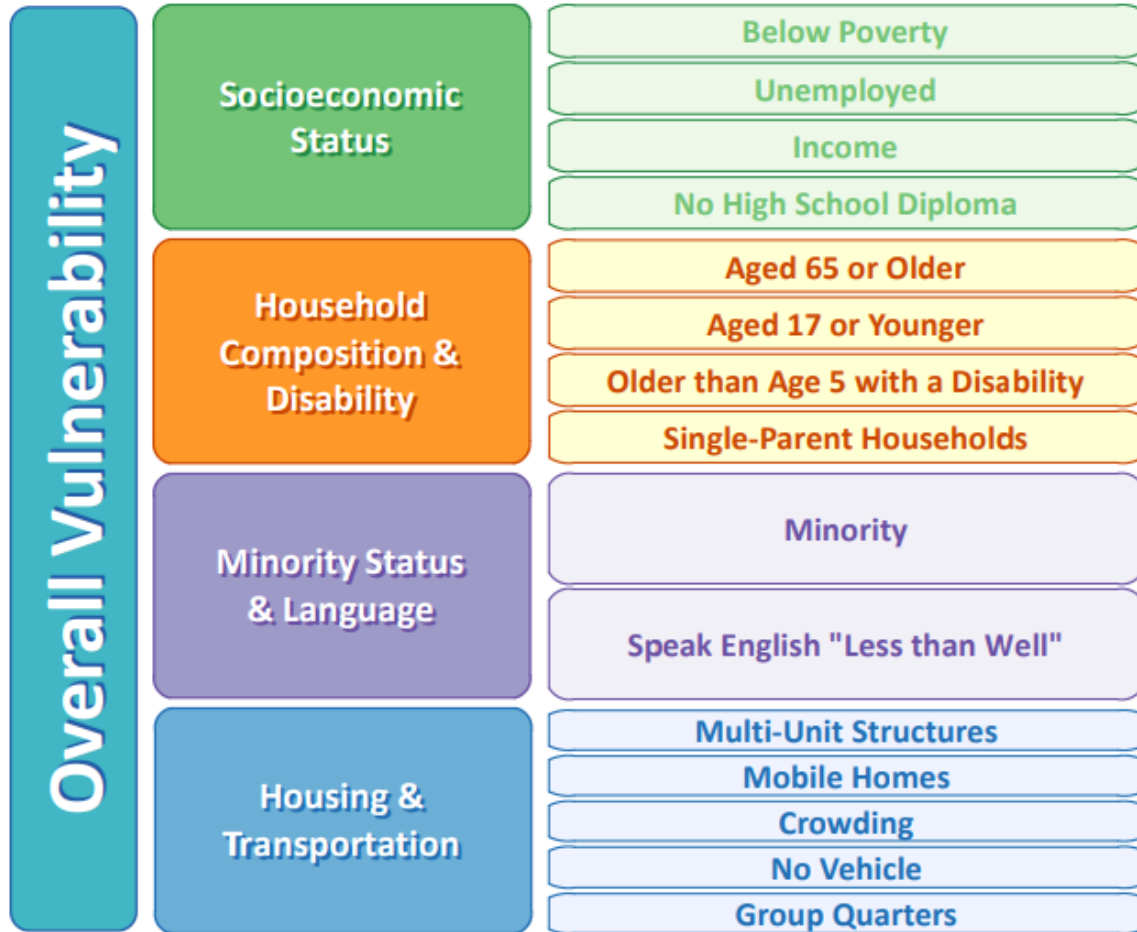 Overall Vulnerability
Socioeconomic
Status
Below Poverty
Unemployed
Income
No High School Diploma
Household
Composition &
Disability
Aged 65 or Older
Aged 17 or Younger
Older than Age 5 with a Disability
Single-Parent Households
Minority Status
& Language
Minority
Speak English "Less than Well"
Housing &
Transportation
Multi-Unit Structures
Mobile Homes
Crowding
No Vehicle
Group Quarters